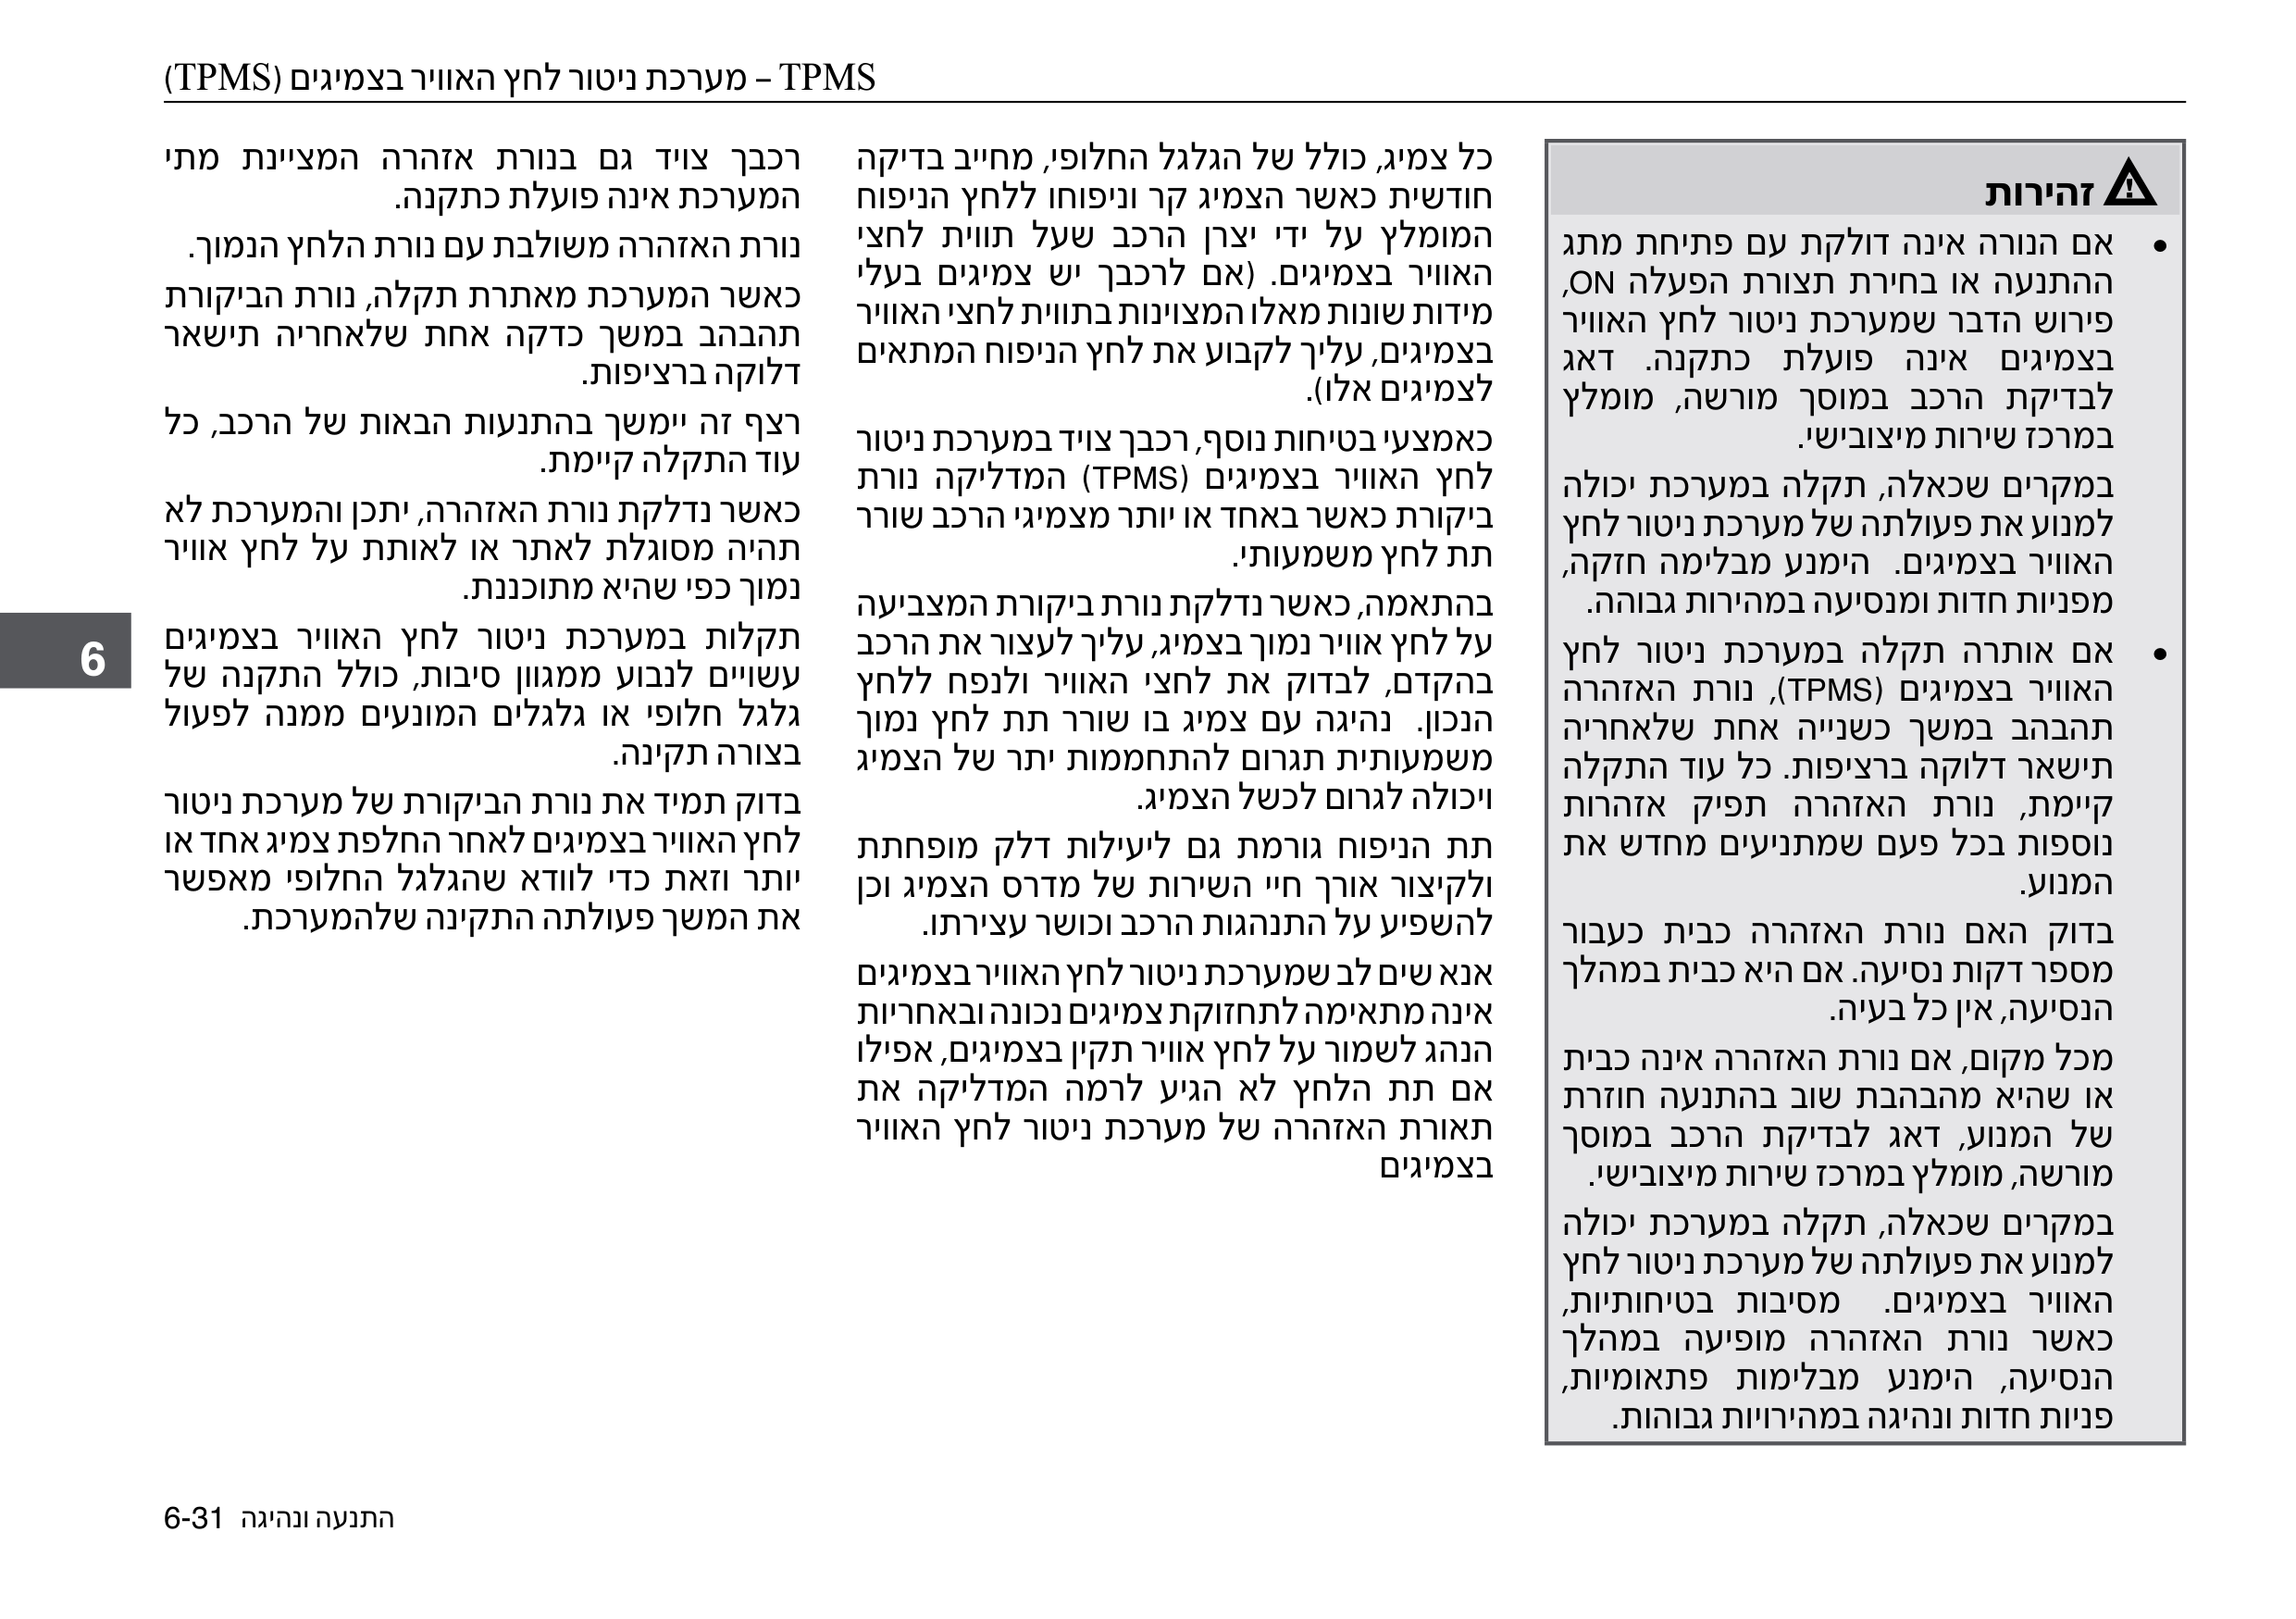 TPMS – מערכת ניטור לחץ האוויר בצמיגים (TPMS)
זהירות
• אם הנורה אינה דולקת עם פתיחת מתג
ההתנעה או בחירת תצורת הפעלה ON,
פירוש הדבר שמערכת ניטור לחץ האוויר
בצמיגים אינה פועלת כתקנה. דאג
לבדיקת הרכב במוסך מורשה, מומלץ
במרכז שירות מיצובישי.
במקרים שכאלה, תקלה במערכת יכולה
למנוע את פעולתה של מערכת ניטור לחץ
האוויר בצמיגים. הימנע מבלימה חזקה,
מפניות חדות ומנסיעה במהירות גבוהה.
• אם אותרה תקלה במערכת ניטור לחץ
האוויר בצמיגים (TPMS), נורת האזהרה
תהבהב במשך כשנייה אחת שלאחריה
תישאר דלוקה ברציפות. כל עוד התקלה
קיימת, נורת האזהרה תפיק אזהרות
נוספות בכל פעם שמתניעים מחדש את
המנוע.
בדוק האם נורת האזהרה כבית כעבור
מספר דקות נסיעה. אם היא כבית במהלך
הנסיעה, אין כל בעיה.
מכל מקום, אם נורת האזהרה אינה כבית
או שהיא מהבהבת שוב בהתנעה חוזרת
של המנוע, דאג לבדיקת הרכב במוסך
מורשה, מומלץ במרכז שירות מיצובישי.
במקרים שכאלה, תקלה במערכת יכולה
למנוע את פעולתה של מערכת ניטור לחץ
האוויר בצמיגים. מסיבות בטיחותיות,
כאשר נורת האזהרה מופיעה במהלך
הנסיעה, הימנע מבלימות פתאומיות,
פניות חדות ונהיגה במהירויות גבוהות.
כל צמיג, כולל של הגלגל החלופי, מחייב בדיקה
חודשית כאשר הצמיג קר וניפוחו ללחץ הניפוח
המומלץ על ידי יצרן הרכב שעל תווית לחצי
האוויר בצמיגים. (אם לרכבך יש צמיגים בעלי
מידות שונות מאלו המצוינות בתווית לחצי האוויר
בצמיגים, עליך לקבוע את לחץ הניפוח המתאים
לצמיגים אלו).
כאמצעי בטיחות נוסף, רכבך צויד במערכת ניטור
לחץ האוויר בצמיגים (TPMS) המדליקה נורת
ביקורת כאשר באחד או יותר מצמיגי הרכב שורר
תת לחץ משמעותי.
בהתאמה, כאשר נדלקת נורת ביקורת המצביעה
על לחץ אוויר נמוך בצמיג, עליך לעצור את הרכב
בהקדם, לבדוק את לחצי האוויר ולנפח ללחץ
הנכון. נהיגה עם צמיג בו שורר תת לחץ נמוך
משמעותית תגרום להתחממות יתר של הצמיג
ויכולה לגרום לכשל הצמיג.
תת הניפוח גורמת גם ליעילות דלק מופחתת
ולקיצור אורך חיי השירות של מדרס הצמיג וכן
להשפיע על התנהגות הרכב וכושר עצירתו.
אנא שים לב שמערכת ניטור לחץ האוויר בצמיגים
אינה מתאימה לתחזוקת צמיגים נכונה ובאחריות
הנהג לשמור על לחץ אוויר תקין בצמיגים, אפילו
אם תת הלחץ לא הגיע לרמה המדליקה את
תאורת האזהרה של מערכת ניטור לחץ האוויר
בצמיגים
רכבך צויד גם בנורת אזהרה המציינת מתי
המערכת אינה פועלת כתקנה.
נורת האזהרה משולבת עם נורת הלחץ הנמוך.
כאשר המערכת מאתרת תקלה, נורת הביקורת
תהבהב במשך כדקה אחת שלאחריה תישאר
דלוקה ברציפות.
רצף זה יימשך בהתנעות הבאות של הרכב, כל
עוד התקלה קיימת.
כאשר נדלקת נורת האזהרה, יתכן והמערכת לא
תהיה מסוגלת לאתר או לאותת על לחץ אוויר
נמוך כפי שהיא מתוכננת.
תקלות במערכת ניטור לחץ האוויר בצמיגים
עשויים לנבוע ממגוון סיבות, כולל התקנה של
גלגל חלופי או גלגלים המונעים ממנה לפעול
בצורה תקינה.
בדוק תמיד את נורת הביקורת של מערכת ניטור
לחץ האוויר בצמיגים לאחר החלפת צמיג אחד או
יותר וזאת כדי לוודא שהגלגל החלופי מאפשר
את המשך פעולתה התקינה שלהמערכת.
6
התנעה ונהיגה 6-31